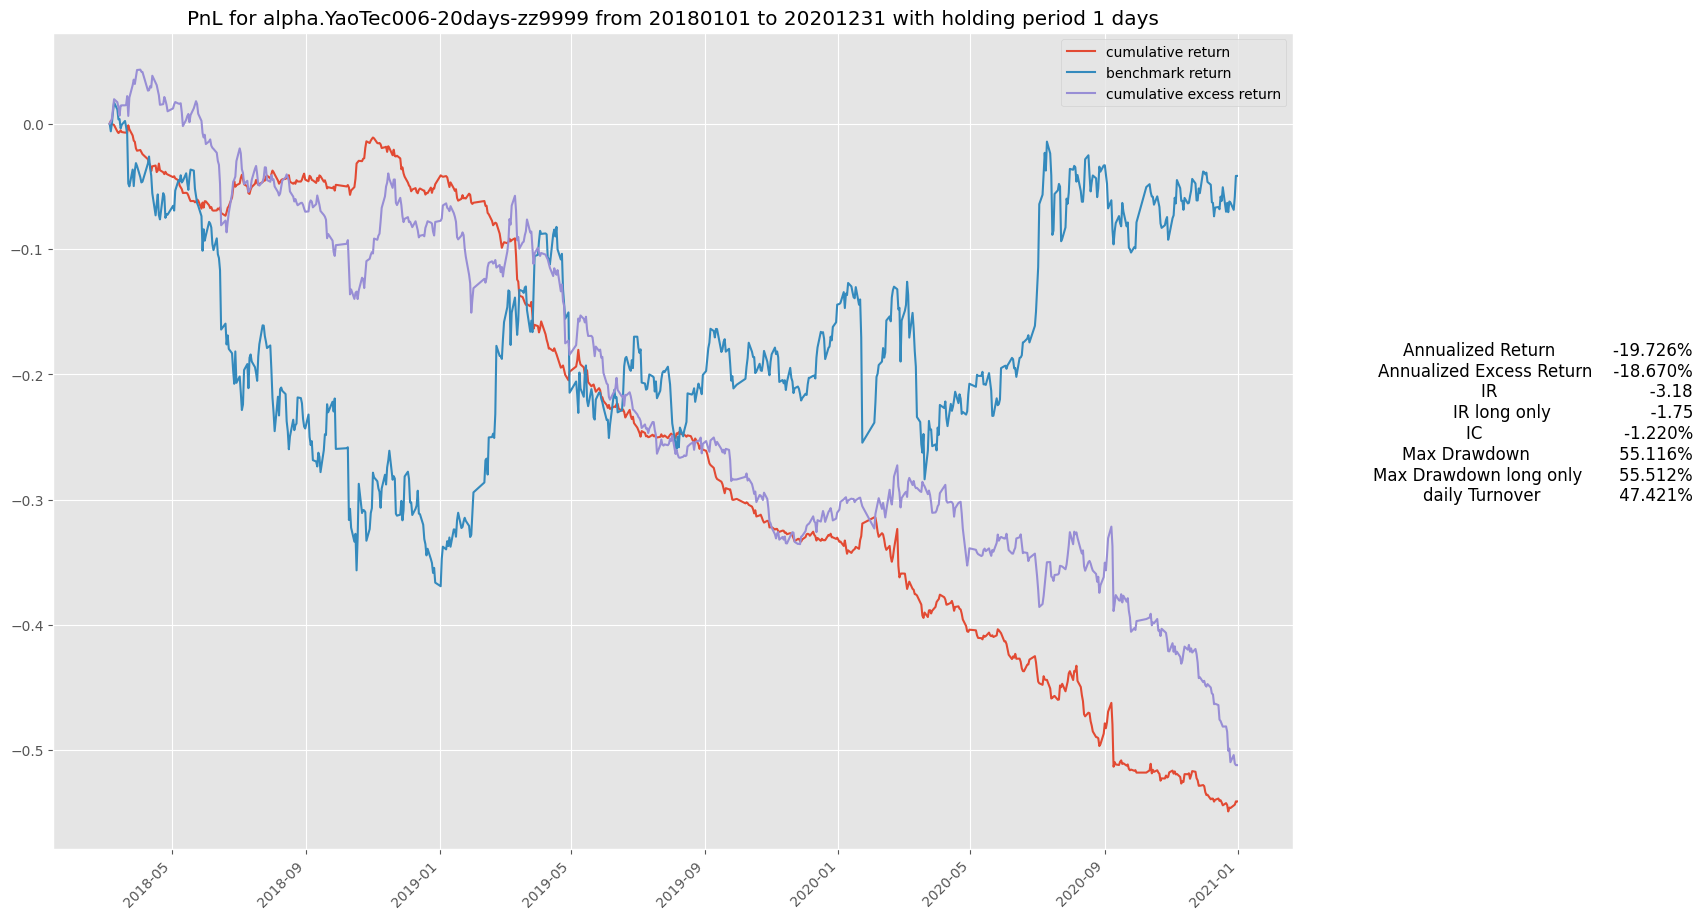 PnL for alpha.YaoTec006-20days-zz9999 from 20180101 to 20201231 with holding period 1 days
cumulative return
benchmark return
cumulative excess return
0.0
−0.1
−0.2
−0.3
−0.4
−0.5
2018-05
2018-09
2019-01
2019-05
2019-09
2020-01
2020-05
2020-09
2021-01
Annualized Return -19.726%
Annualized Excess Return -18.670%
IR -3.18
IR long only -1.75
IC -1.220%
Max Drawdown 55.116%
Max Drawdown long only 55.512%
daily Turnover 47.421%